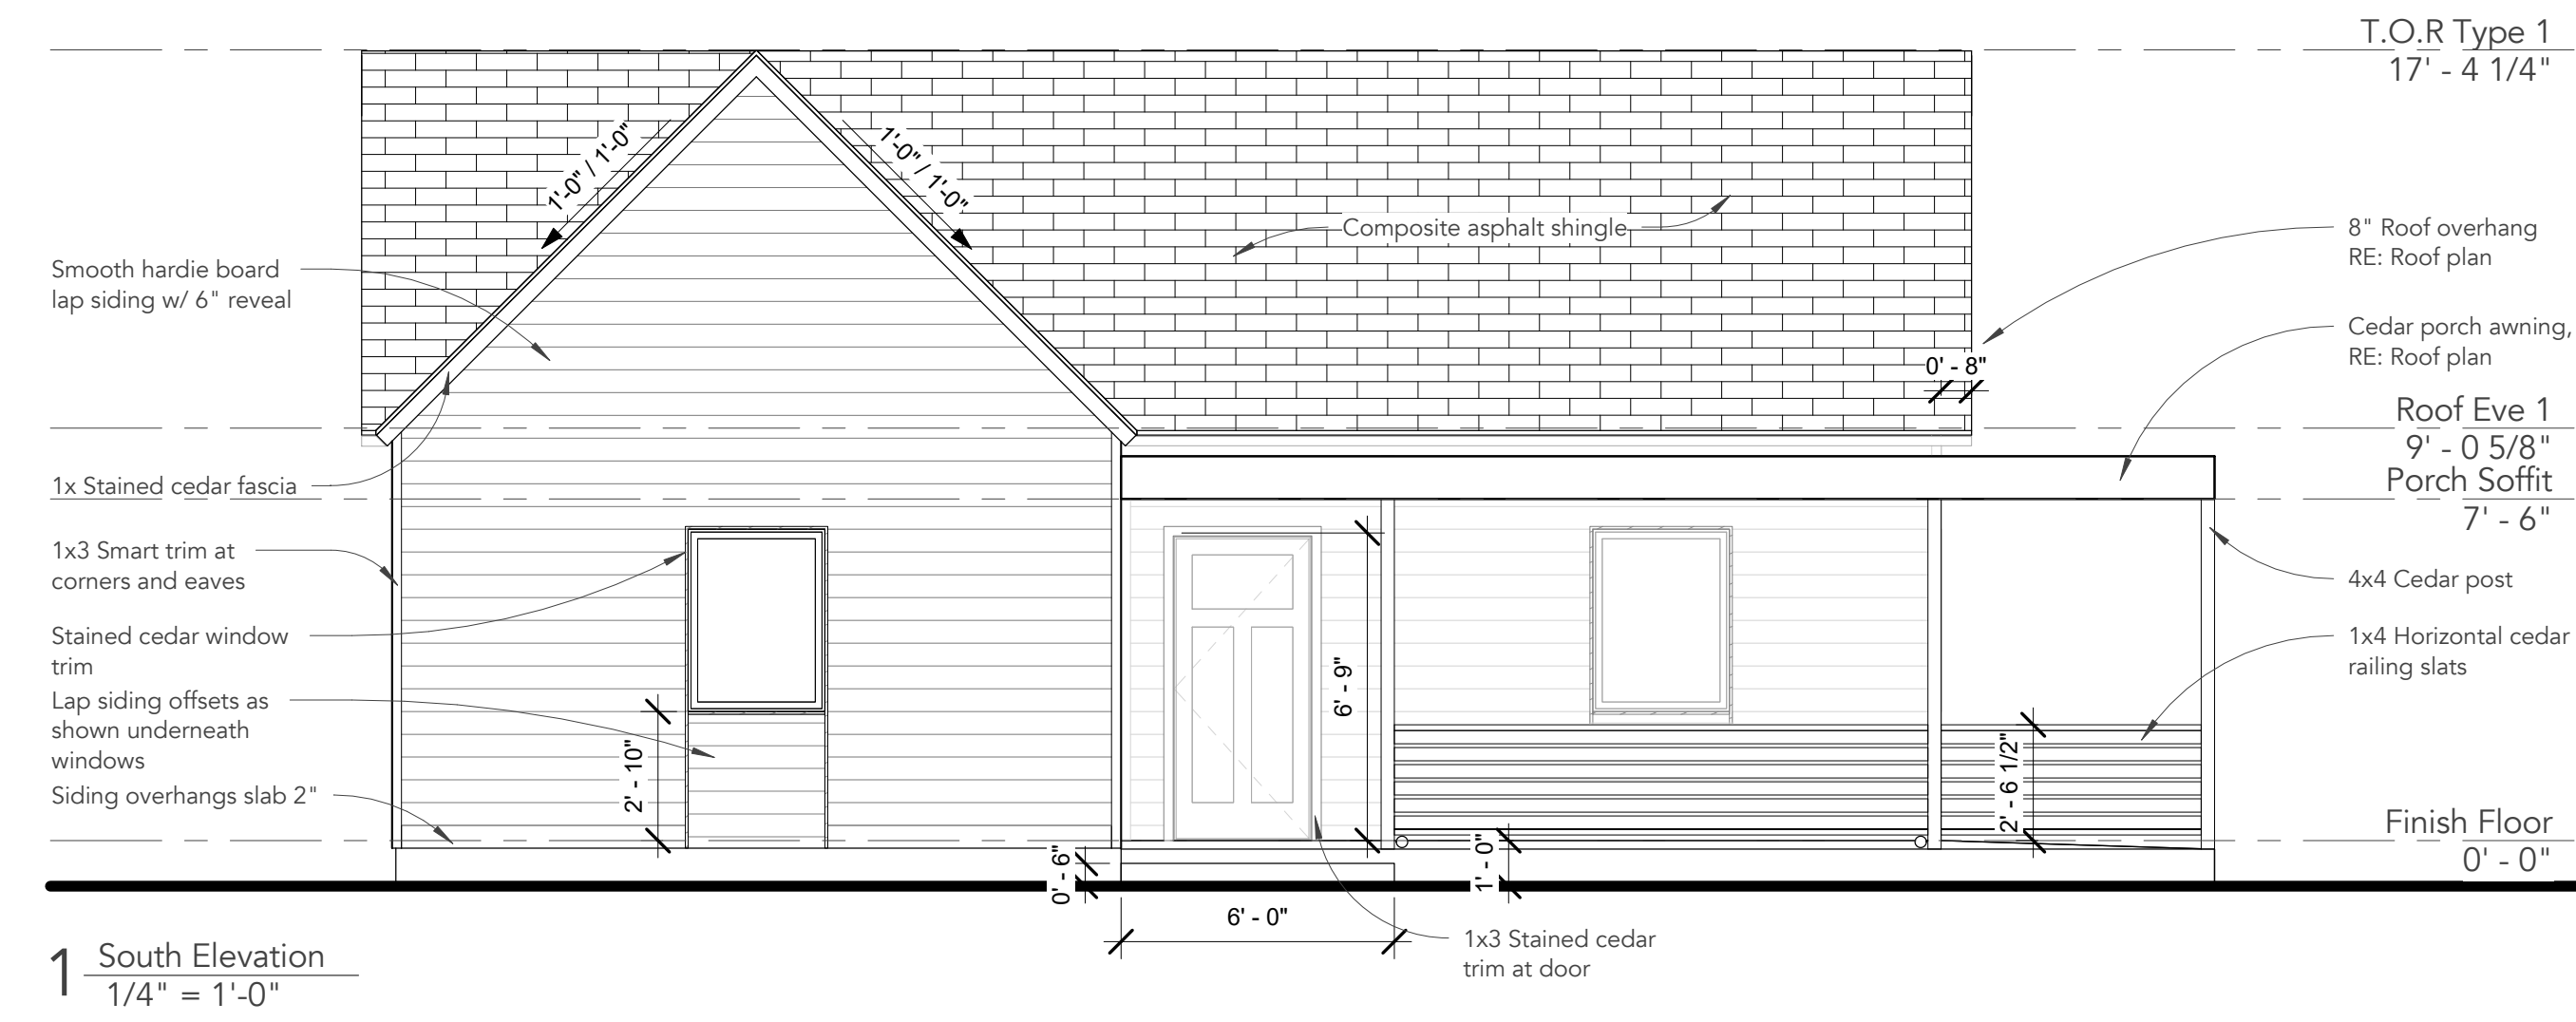 T.O.R Type 1
17' - 4 1/4"
1'-0" / 1'-0"
1'-0" / 1'-0"
Composite asphalt shingle
8" Roof overhang
RE: Roof plan
Smooth hardie board
lap siding w/ 6" reveal
Cedar porch awning,
RE: Roof plan
0' - 8"
Roof Eve 1
9' - 0 5/8"
1x Stained cedar fascia
Porch Soffit
7' - 6"
1x3 Smart trim at
corners and eaves
4x4 Cedar post
Stained cedar window
trim
1x4 Horizontal cedar
railing slats
6' - 9"
Lap siding offsets as
shown underneath
windows
2' - 10"
2' - 6 1/2"
Siding overhangs slab 2"
Finish Floor
0' - 0"
0' - 6"
1' - 0"
6' - 0"
1x3 Stained cedar
trim at door
1 South Elevation
1/4" = 1'-0"